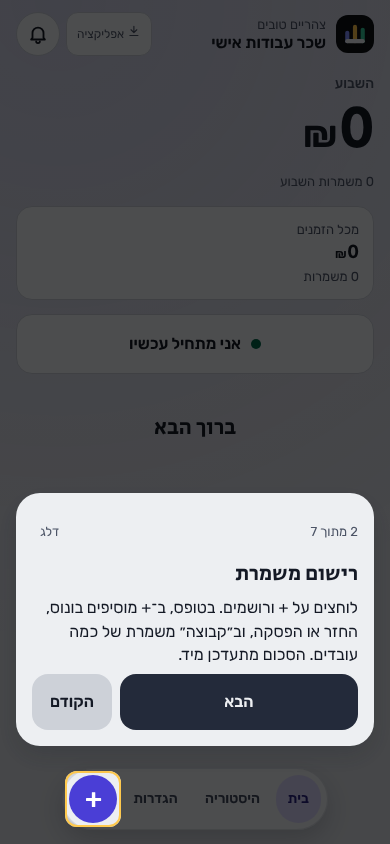 צהריים טובים
שכר עבודות אישי
אפליקציה
השבוע
₪0
0 משמרות השבוע
מכל הזמנים
₪0
0 משמרות
אני מתחיל עכשיו
ברוך הבא
2 מתוך 7
דלג
רישום משמרת
לוחצים על + ורושמים. בטופס, ב־+ מוסיפים בונוס,
החזר או הפסקה, וב״קבוצה״ משמרת של כמה
עובדים. הסכום מתעדכן מיד.
הבא
הקודם
בית
היסטוריה
הגדרות
+